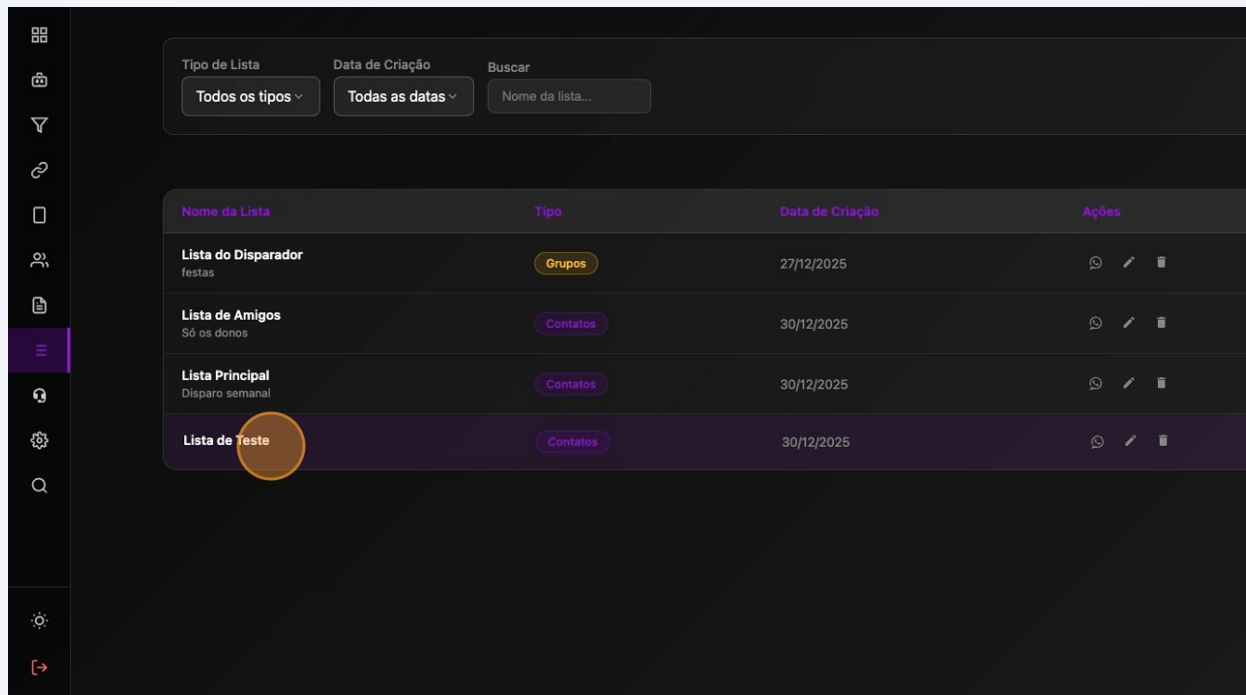 Tipo de Lista
Data de Criação
Buscar
Todos os tipos
Todas as datas
Nome da lista...
Nome da Lista
Tipo
Data de Criação
Ações
Lista do Disparador
festas
Grupos
27/12/2025
Lista de Amigos
Só os donos
Contatos
30/12/2025
Lista Principal
Disparo semanal
Contatos
30/12/2025
Lista de Teste
Contatos
30/12/2025